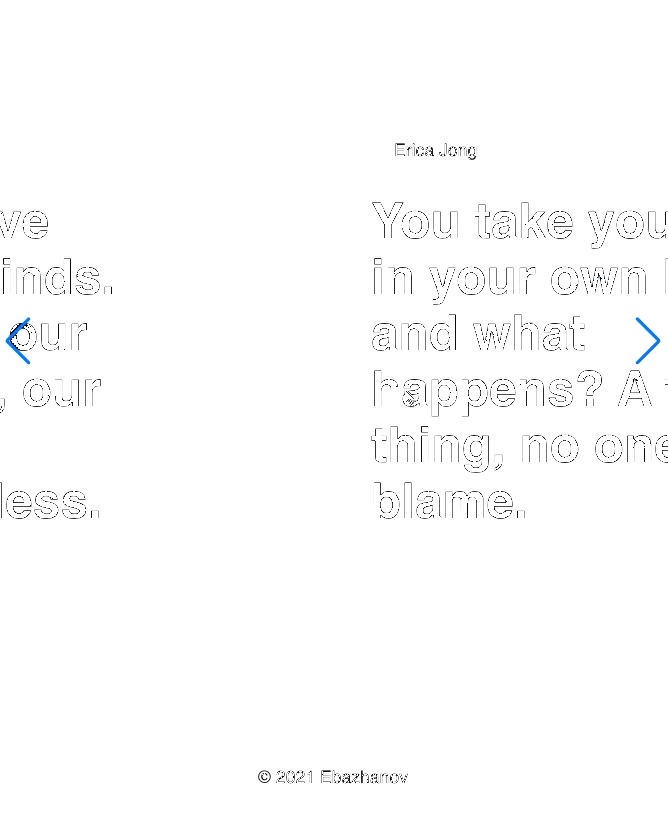 Erica Jong
ve
inds.
our
, our
less.
You take you
in your own
and what
happens? A
thing, no one
blame.
© 2021 Ebazhanov